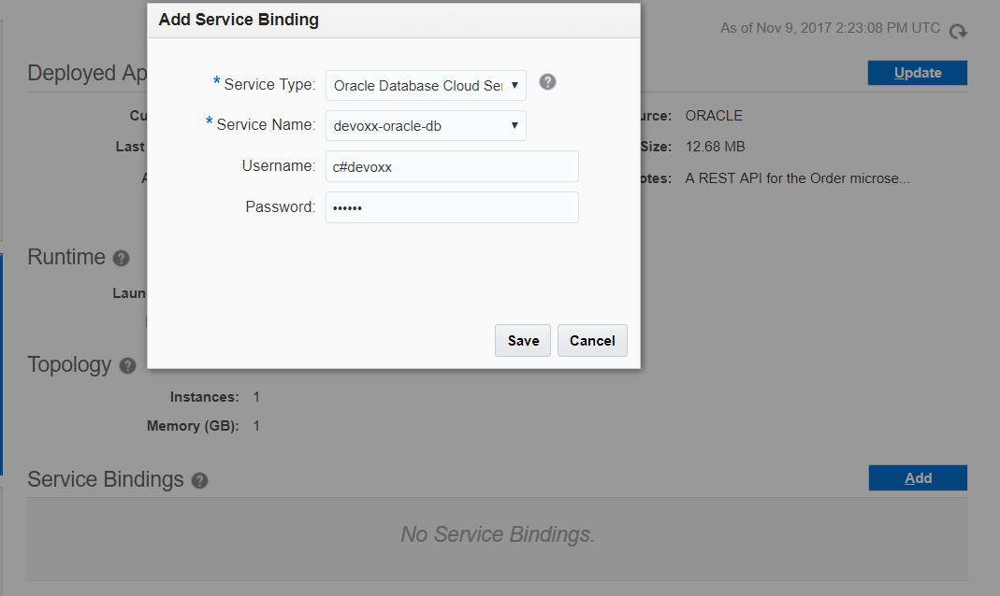 Add Service Binding
As of Nov 9, 2017 2:23:08 PM UTC
Deployed Ap
Update
* Service Type: Oracle Database Cloud Ser
* Service Name: devoxx-oracle-db
Username: c#devoxx
Password: ••••••
Cu
urce: ORACLE
Last
Size: 12.68 MB
A
otes: A REST API for the Order microse...
Runtime
Laun
Save
Cancel
Topology
Instances: 1
Memory (GB): 1
Service Bindings
Add
No Service Bindings.